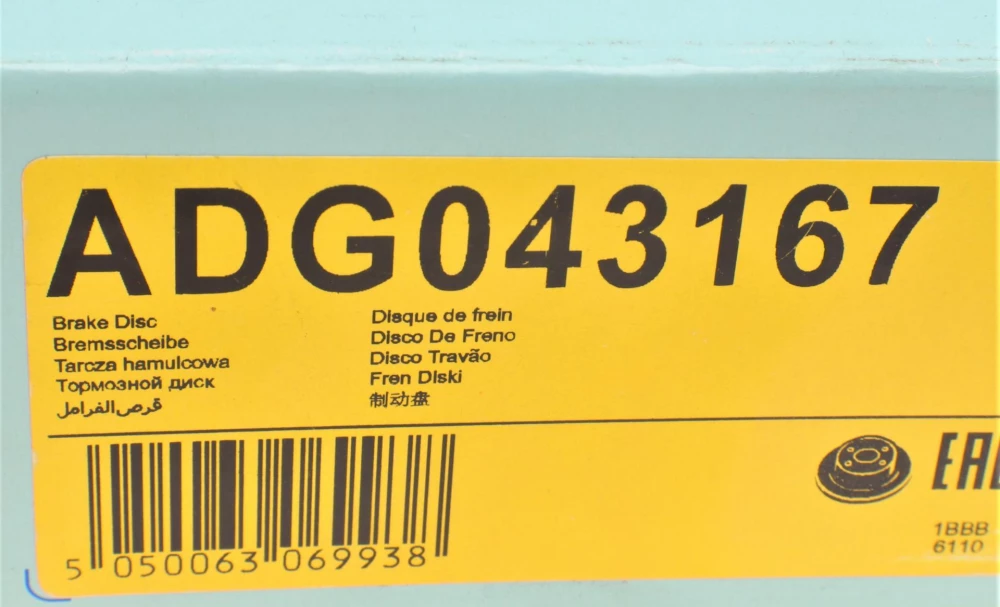 ADG043167
Brake Disc
Bremsscheibe
Tarcza hamulcowa
Тормозной диск
قرص الفرامل
Disque de frein
Disco De Freno
Disco Travão
Fren Diski
制动盘
5 050063 069938
EAC
1BBB
6110